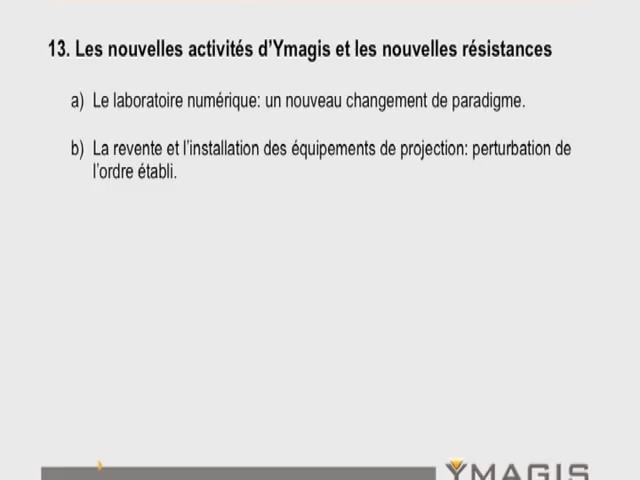 13. Les nouvelles activités d'Ymagis et les nouvelles résistances
a) Le laboratoire numérique: un nouveau changement de paradigme.
b) La revente et l'installation des équipements de projection: perturbation de
l'ordre établi.
YMAGIS